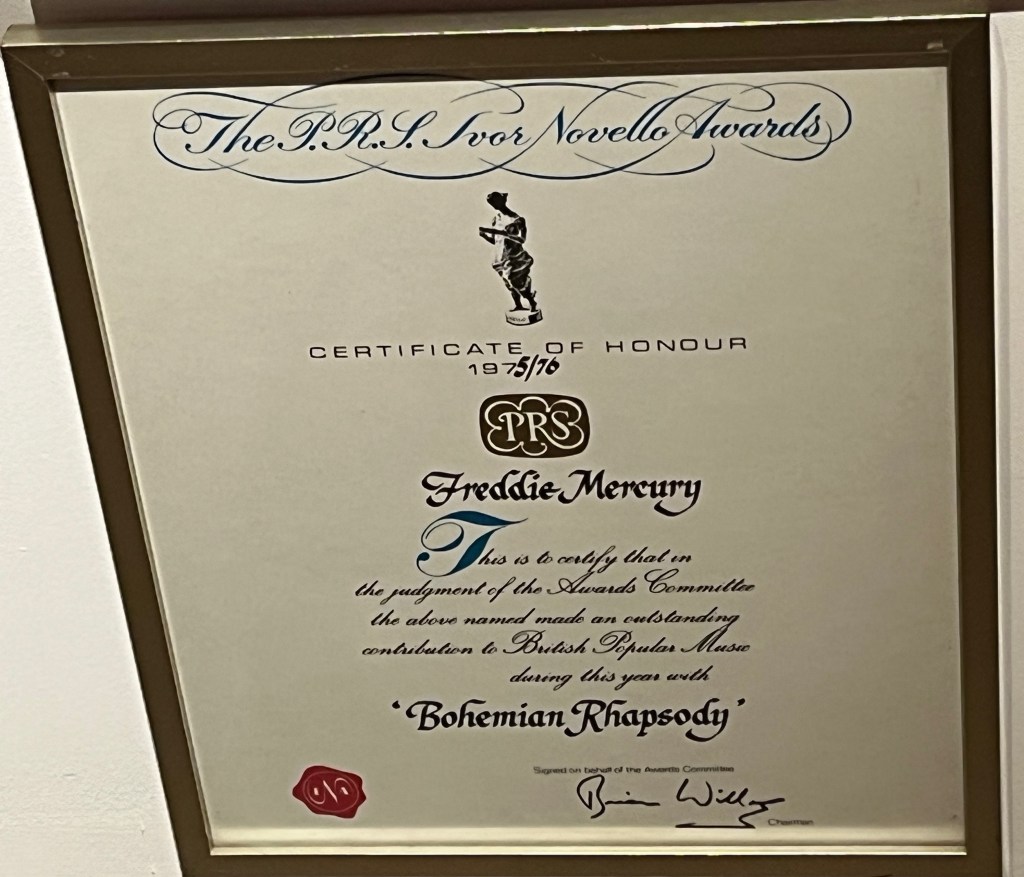 The P.R.S. Ivor Novello Awards
CERTIFICATE OF HONOUR
1975/76
PRS
Freddie Mercury
This is to certify that in
the judgment of the Awards Committee
the above named made an outstanding
contribution to British Popular Music
during this year with
'Bohemian Rhapsody'
Signed on behalf of the Awards Committee
Brian Willey
Chairman